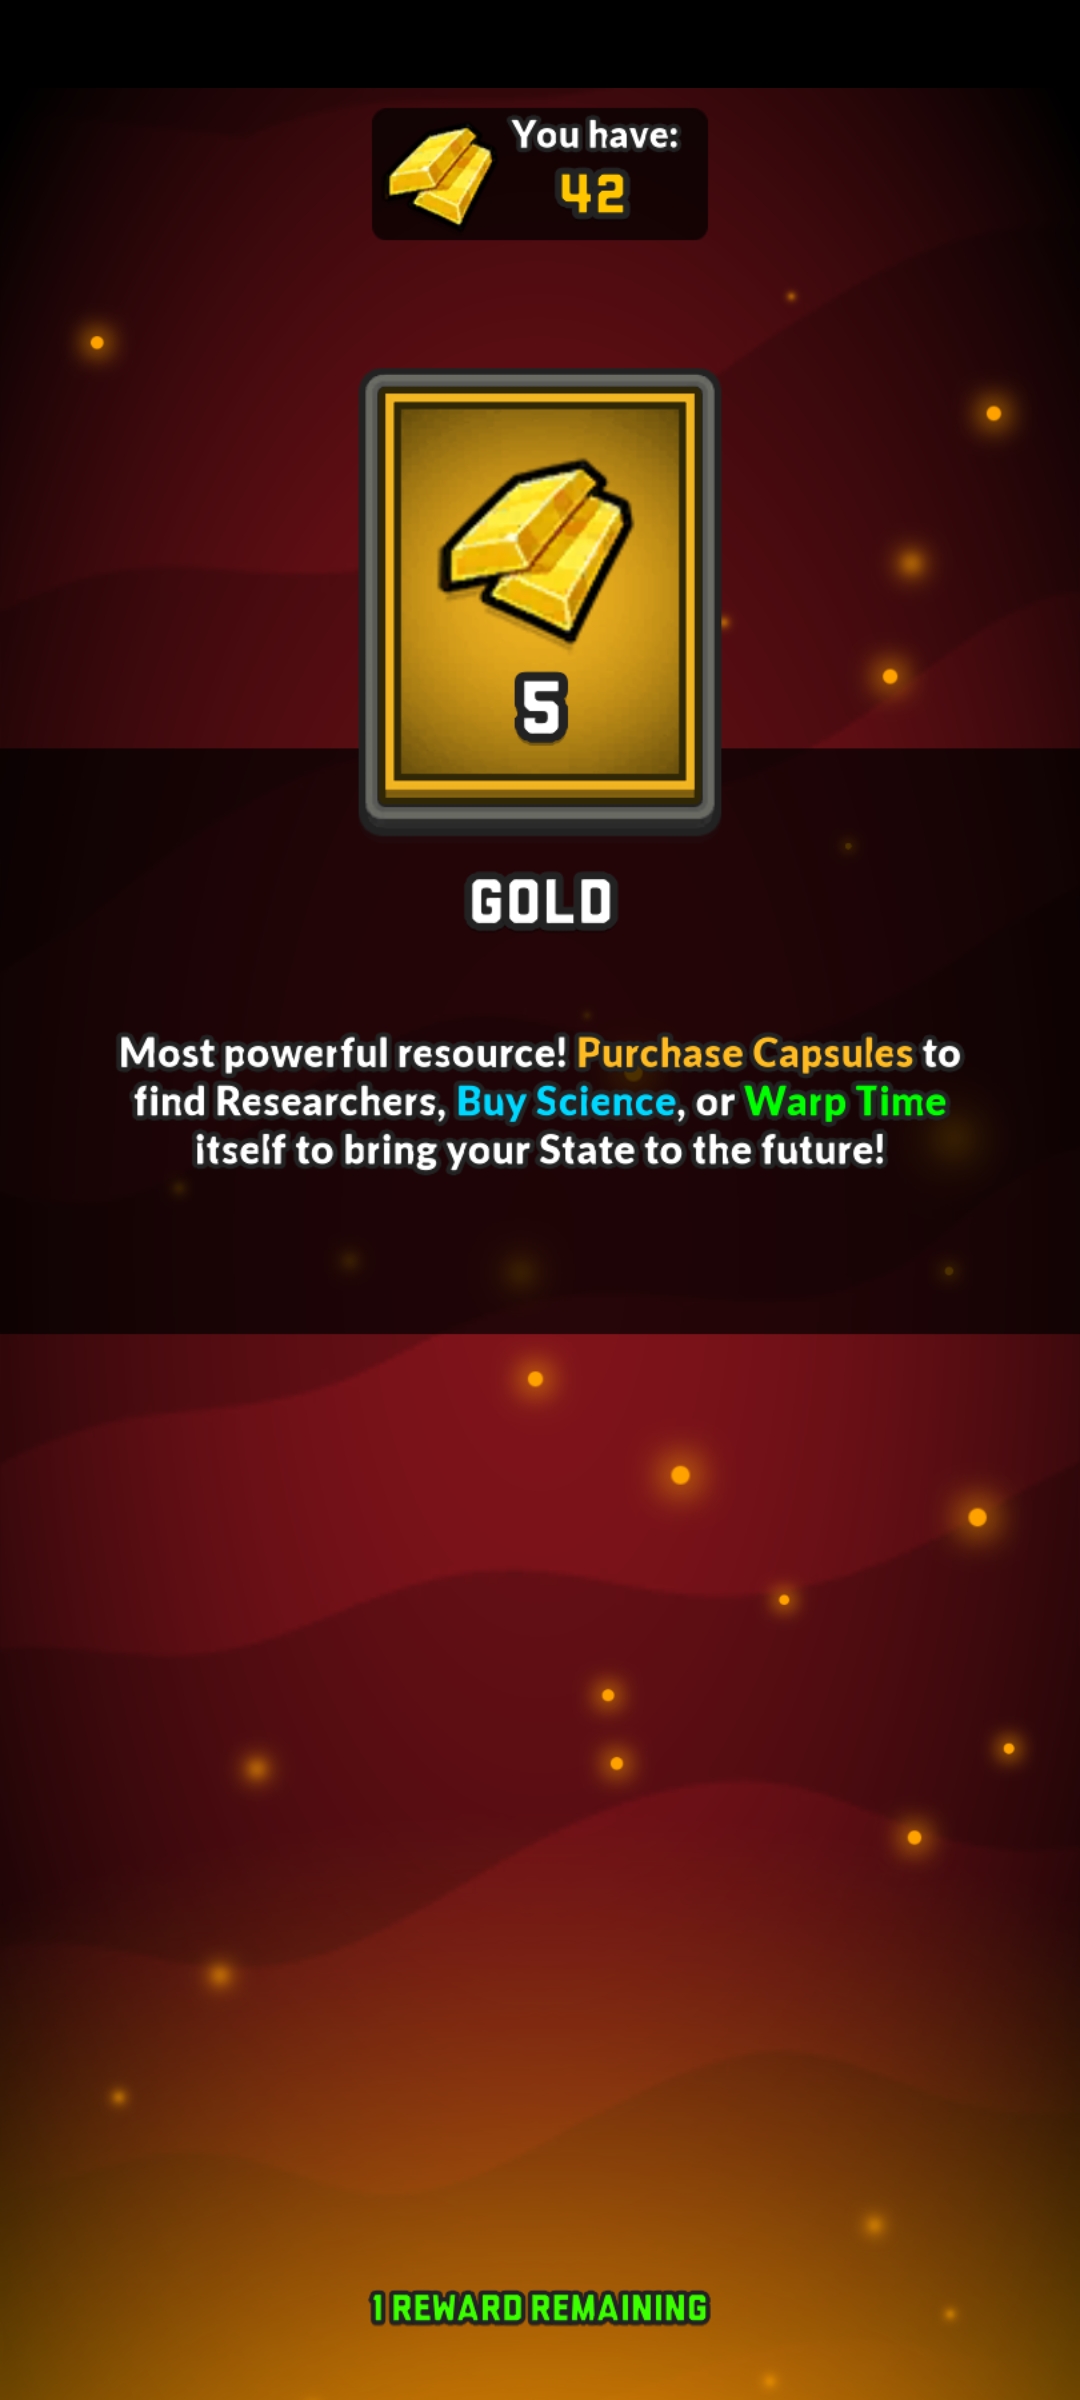 You have:
42
5
GOLD
Most powerful resource! Purchase Capsules to
find Researchers, Buy Science, or Warp Time
itself to bring your State to the future!
1 REWARD REMAINING